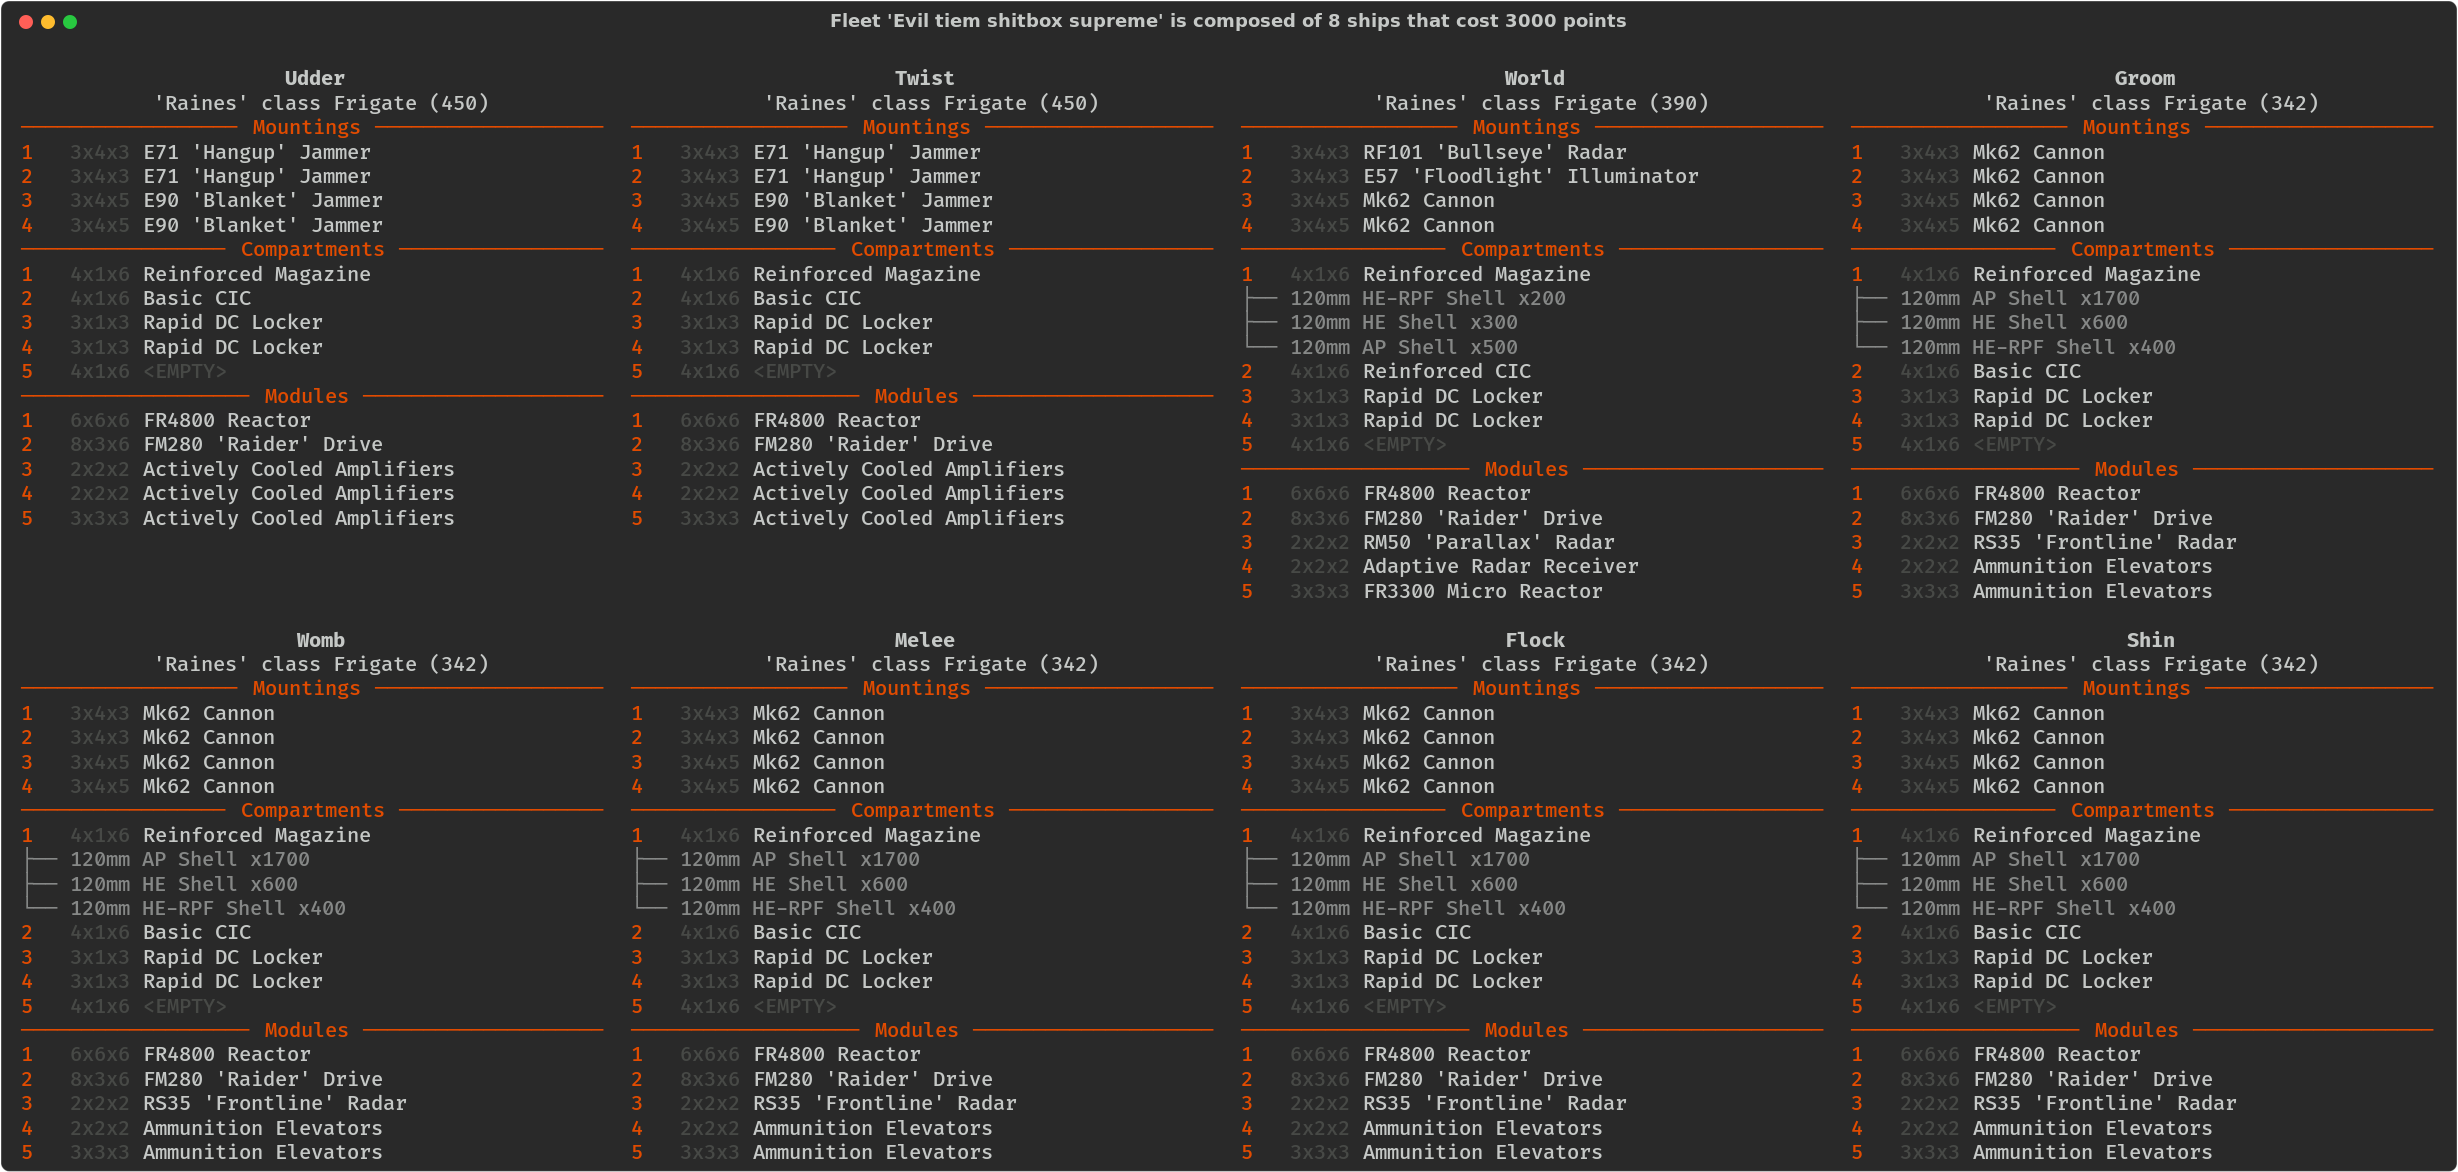 Fleet 'Evil tiem shitbox supreme' is composed of 8 ships that cost 3000 points
Udder
'Raines' class Frigate (450)
Mountings
1 3x4x3 E71 'Hangup' Jammer
2 3x4x3 E71 'Hangup' Jammer
3 3x4x5 E90 'Blanket' Jammer
4 3x4x5 E90 'Blanket' Jammer
Compartments
1 4x1x6 Reinforced Magazine
2 4x1x6 Basic CIC
3 3x1x3 Rapid DC Locker
4 3x1x3 Rapid DC Locker
5 4x1x6 <EMPTY>
Modules
1 6x6x6 FR4800 Reactor
2 8x3x6 FM280 'Raider' Drive
3 2x2x2 Actively Cooled Amplifiers
4 2x2x2 Actively Cooled Amplifiers
5 3x3x3 Actively Cooled Amplifiers
Twist
'Raines' class Frigate (450)
Mountings
1 3x4x3 E71 'Hangup' Jammer
2 3x4x3 E71 'Hangup' Jammer
3 3x4x5 E90 'Blanket' Jammer
4 3x4x5 E90 'Blanket' Jammer
Compartments
1 4x1x6 Reinforced Magazine
2 4x1x6 Basic CIC
3 3x1x3 Rapid DC Locker
4 3x1x3 Rapid DC Locker
5 4x1x6 <EMPTY>
Modules
1 6x6x6 FR4800 Reactor
2 8x3x6 FM280 'Raider' Drive
3 2x2x2 Actively Cooled Amplifiers
4 2x2x2 Actively Cooled Amplifiers
5 3x3x3 Actively Cooled Amplifiers
World
'Raines' class Frigate (390)
Mountings
1 3x4x3 RF101 'Bullseye' Radar
2 3x4x3 E57 'Floodlight' Illuminator
3 3x4x5 Mk62 Cannon
4 3x4x5 Mk62 Cannon
Compartments
1 4x1x6 Reinforced Magazine
120mm HE-RPF Shell x200
120mm HE Shell x300
120mm AP Shell x500
2 4x1x6 Reinforced CIC
3 3x1x3 Rapid DC Locker
4 3x1x3 Rapid DC Locker
5 4x1x6 <EMPTY>
Modules
1 6x6x6 FR4800 Reactor
2 8x3x6 FM280 'Raider' Drive
3 2x2x2 RM50 'Parallax' Radar
4 2x2x2 Adaptive Radar Receiver
5 3x3x3 FR3300 Micro Reactor
Groom
'Raines' class Frigate (342)
Mountings
1 3x4x3 Mk62 Cannon
2 3x4x3 Mk62 Cannon
3 3x4x5 Mk62 Cannon
4 3x4x5 Mk62 Cannon
Compartments
1 4x1x6 Reinforced Magazine
120mm AP Shell x1700
120mm HE Shell x600
120mm HE-RPF Shell x400
2 4x1x6 Basic CIC
3 3x1x3 Rapid DC Locker
4 3x1x3 Rapid DC Locker
5 4x1x6 <EMPTY>
Modules
1 6x6x6 FR4800 Reactor
2 8x3x6 FM280 'Raider' Drive
3 2x2x2 RS35 'Frontline' Radar
4 2x2x2 Ammunition Elevators
5 3x3x3 Ammunition Elevators
Womb
'Raines' class Frigate (342)
Mountings
1 3x4x3 Mk62 Cannon
2 3x4x3 Mk62 Cannon
3 3x4x5 Mk62 Cannon
4 3x4x5 Mk62 Cannon
Compartments
1 4x1x6 Reinforced Magazine
120mm AP Shell x1700
120mm HE Shell x600
120mm HE-RPF Shell x400
2 4x1x6 Basic CIC
3 3x1x3 Rapid DC Locker
4 3x1x3 Rapid DC Locker
5 4x1x6 <EMPTY>
Modules
1 6x6x6 FR4800 Reactor
2 8x3x6 FM280 'Raider' Drive
3 2x2x2 RS35 'Frontline' Radar
4 2x2x2 Ammunition Elevators
5 3x3x3 Ammunition Elevators
Melee
'Raines' class Frigate (342)
Mountings
1 3x4x3 Mk62 Cannon
2 3x4x3 Mk62 Cannon
3 3x4x5 Mk62 Cannon
4 3x4x5 Mk62 Cannon
Compartments
1 4x1x6 Reinforced Magazine
120mm AP Shell x1700
120mm HE Shell x600
120mm HE-RPF Shell x400
2 4x1x6 Basic CIC
3 3x1x3 Rapid DC Locker
4 3x1x3 Rapid DC Locker
5 4x1x6 <EMPTY>
Modules
1 6x6x6 FR4800 Reactor
2 8x3x6 FM280 'Raider' Drive
3 2x2x2 RS35 'Frontline' Radar
4 2x2x2 Ammunition Elevators
5 3x3x3 Ammunition Elevators
Flock
'Raines' class Frigate (342)
Mountings
1 3x4x3 Mk62 Cannon
2 3x4x3 Mk62 Cannon
3 3x4x5 Mk62 Cannon
4 3x4x5 Mk62 Cannon
Compartments
1 4x1x6 Reinforced Magazine
120mm AP Shell x1700
120mm HE Shell x600
120mm HE-RPF Shell x400
2 4x1x6 Basic CIC
3 3x1x3 Rapid DC Locker
4 3x1x3 Rapid DC Locker
5 4x1x6 <EMPTY>
Modules
1 6x6x6 FR4800 Reactor
2 8x3x6 FM280 'Raider' Drive
3 2x2x2 RS35 'Frontline' Radar
4 2x2x2 Ammunition Elevators
5 3x3x3 Ammunition Elevators
Shin
'Raines' class Frigate (342)
Mountings
1 3x4x3 Mk62 Cannon
2 3x4x3 Mk62 Cannon
3 3x4x5 Mk62 Cannon
4 3x4x5 Mk62 Cannon
Compartments
1 4x1x6 Reinforced Magazine
120mm AP Shell x1700
120mm HE Shell x600
120mm HE-RPF Shell x400
2 4x1x6 Basic CIC
3 3x1x3 Rapid DC Locker
4 3x1x3 Rapid DC Locker
5 4x1x6 <EMPTY>
Modules
1 6x6x6 FR4800 Reactor
2 8x3x6 FM280 'Raider' Drive
3 2x2x2 RS35 'Frontline' Radar
4 2x2x2 Ammunition Elevators
5 3x3x3 Ammunition Elevators